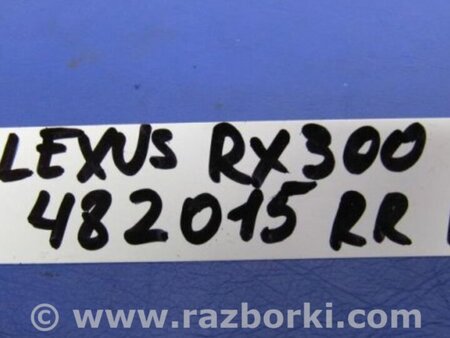 LEXUS RX300
482015 RR
© www.razborki.com